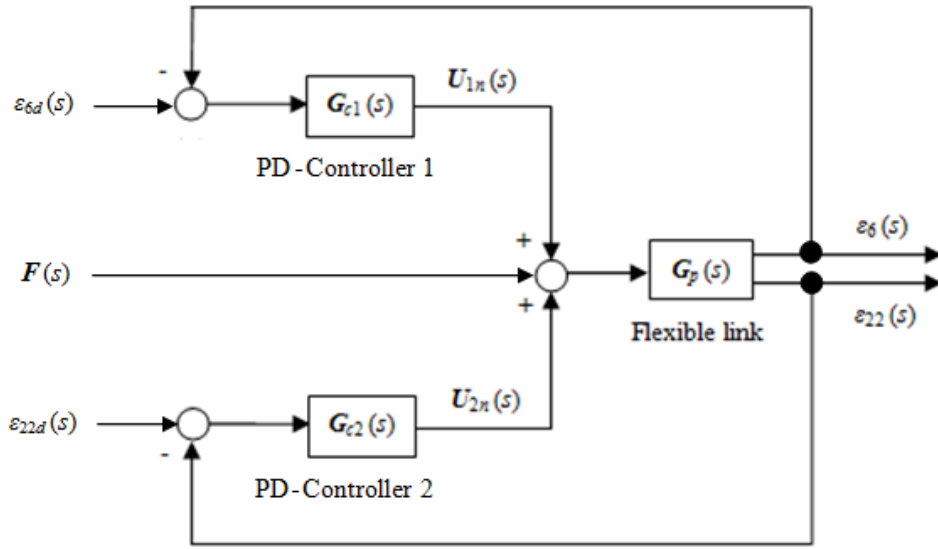 -
ε6d(s)
Gc1(s)
U1n(s)
PD-Controller 1
+
F(s)
+
Gp(s)
Flexible link
ε6(s)
ε22(s)
ε22d(s)
-
Gc2(s)
U2n(s)
PD-Controller 2